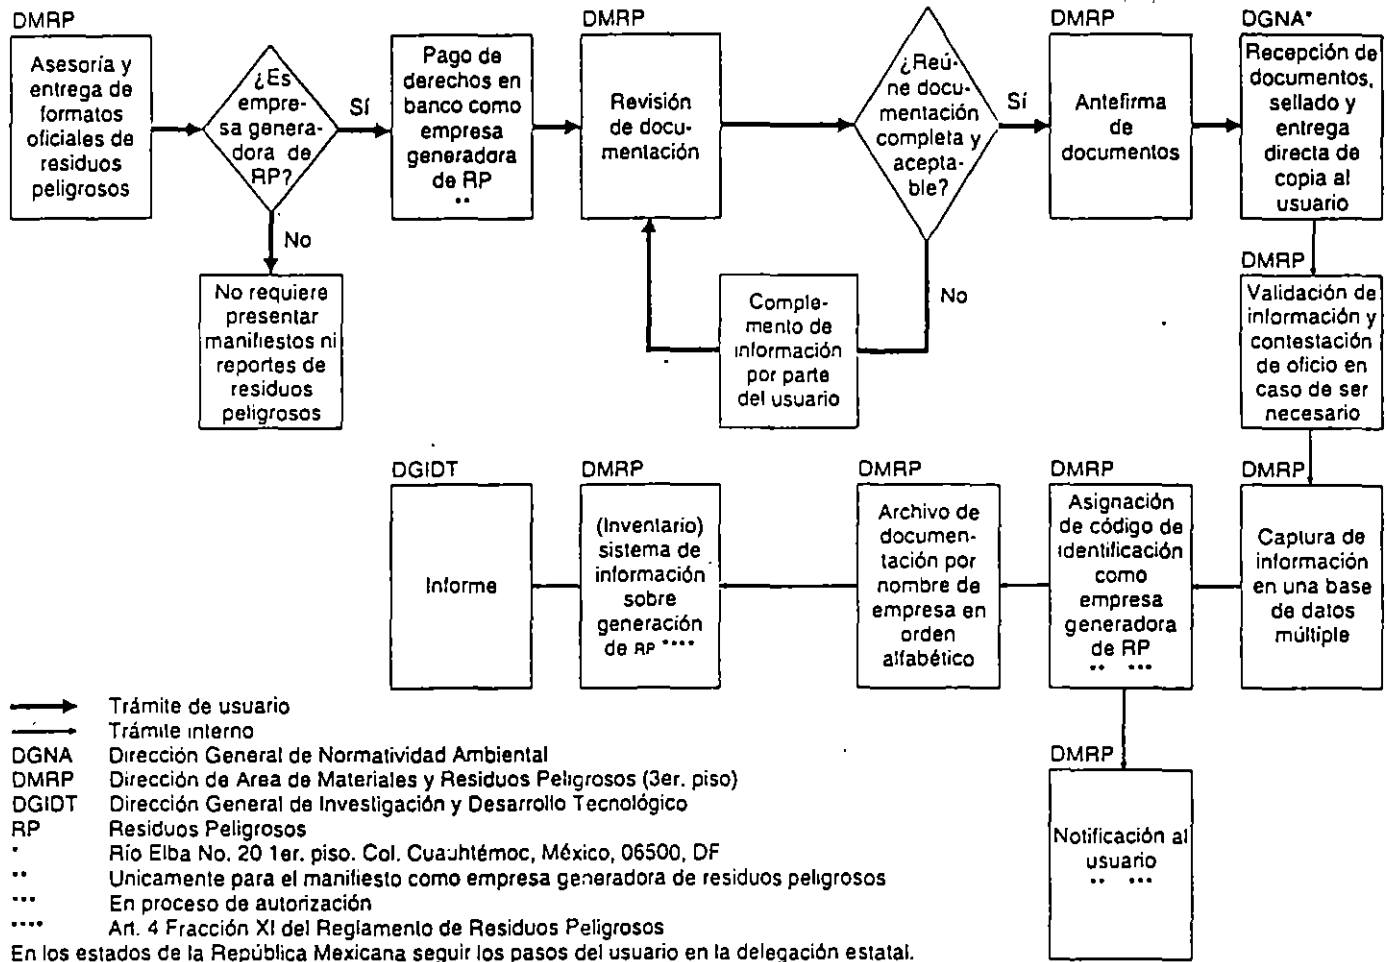 DMRP
Asesoría y
entrega de
formatos
oficiales de
residuos
peligrosos
¿Es
empre-
sa genera-
dora de
RP?
Sí
No
No requiere
presentar
manifiestos ni
reportes de
residuos
peligrosos
Pago de
derechos en
banco como
empresa
generadora
de RP
**
DMRP
Revisión
de docu-
mentación
¿Reú-
ne docu-
mentación
completa y
acepta-
ble?
Sí
No
Comple-
mento de
información
por parte
del usuario
DMRP
Antefirma
de
documentos
DGNA*
Recepción de
documentos,
sellado y
entrega
directa de
copia al
usuario
DMRP
Validación de
información y
contestación
de oficio en
caso de ser
necesario
DMRP
Captura de
información
en una base
de datos
múltiple
DMRP
Asignación
de código de
identificación
como
empresa
generadora
de RP
** ***
DMRP
Notificación al
usuario
** ***
DMRP
Archivo de
documen-
tación por
nombre de
empresa en
orden
alfabético
DMRP
(Inventario)
sistema de
información
sobre
generación
de RP ****
DGIDT
Informe
Trámite de usuario
Trámite interno
DGNA Dirección General de Normatividad Ambiental
DMRP Dirección de Area de Materiales y Residuos Peligrosos (3er. piso)
DGIDT Dirección General de Investigación y Desarrollo Tecnológico
RP Residuos Peligrosos
* Río Elba No. 20 1er. piso. Col. Cuauhtémoc, México, 06500, DF
** Unicamente para el manifiesto como empresa generadora de residuos peligrosos
*** En proceso de autorización
**** Art. 4 Fracción XI del Reglamento de Residuos Peligrosos
En los estados de la República Mexicana seguir los pasos del usuario en la delegación estatal.